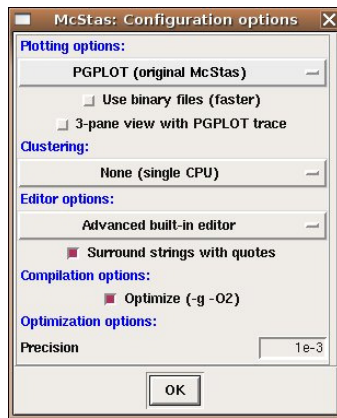 McStas: Configuration options
Plotting options:
PGPLOT (original McStas)
Use binary files (faster)
3-pane view with PGPLOT trace
Clustering:
None (single CPU)
Editor options:
Advanced built-in editor
Surround strings with quotes
Compilation options:
Optimize (-g -O2)
Optimization options:
Precision 1e-3
OK